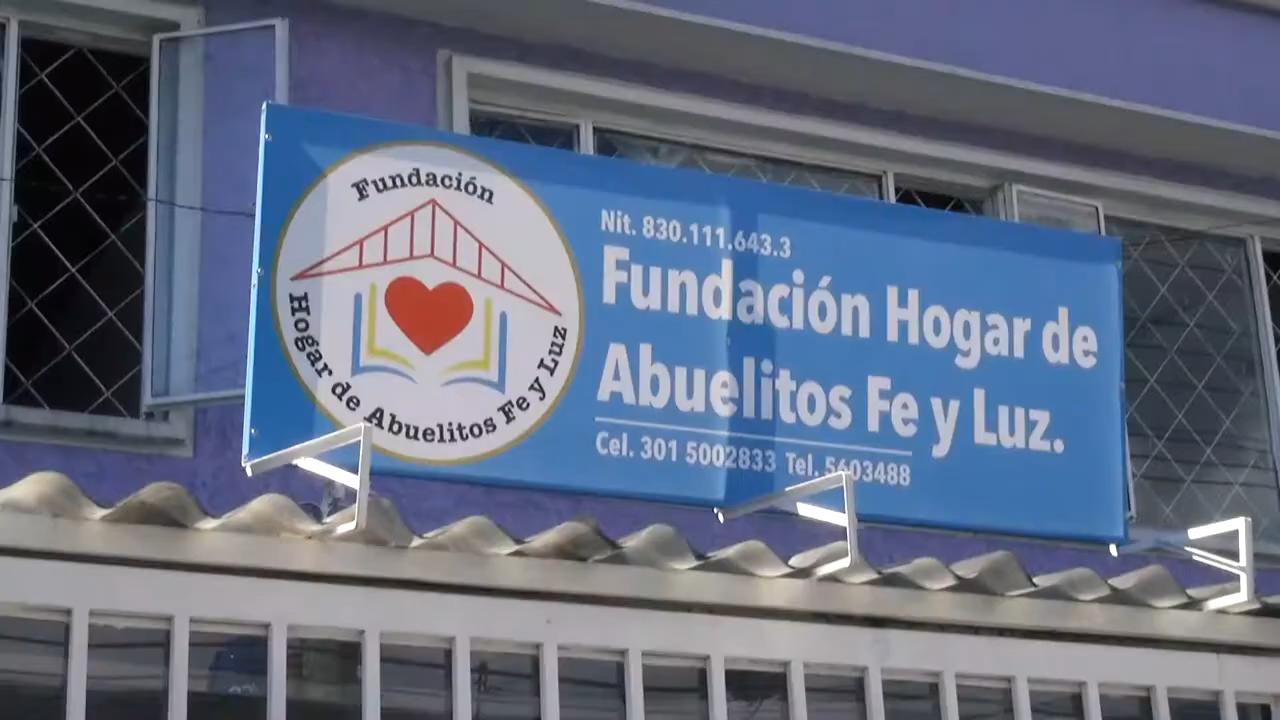 Fundación
Hogar de Abuelitos Fe y Luz
Nit. 830.111.643.3
Fundación Hogar de
Abuelitos Fe y Luz.
Cel. 301 5002833 Tel. 5603488